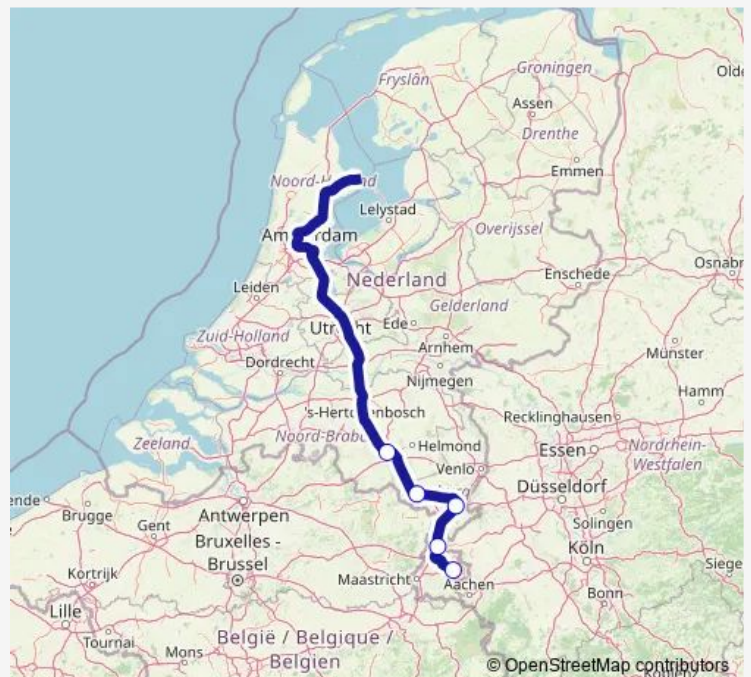 Groningen
Fryslân
Olde
Assen
Drenthe
Emmen
Noord-H
nd
Lelystad
Am
rdam
Overijssel
Nederland
Enschede
Osnabr
Leiden
Gelderland
Utr
ht
Ede
Zuid-Holland
Arnhem
Münster
Dordrecht
Nijmegen
Hamm
's-Hert
enbosch
Recklinghausen
Zeeland
Noord-Braba
Helmond
Essen
Nordrhein-
Westfalen
Venlo
ende
Düsseldorf
Brugge
Antwerpen
Gent
Solingen
Bruxelles -
Brussel
Köln
Kortrijk
Maastricht
Aachen
Siege
Lille
Bonn
Tournai
Mons
België / Belgique /
Belgien
© OpenStreetMap contributors